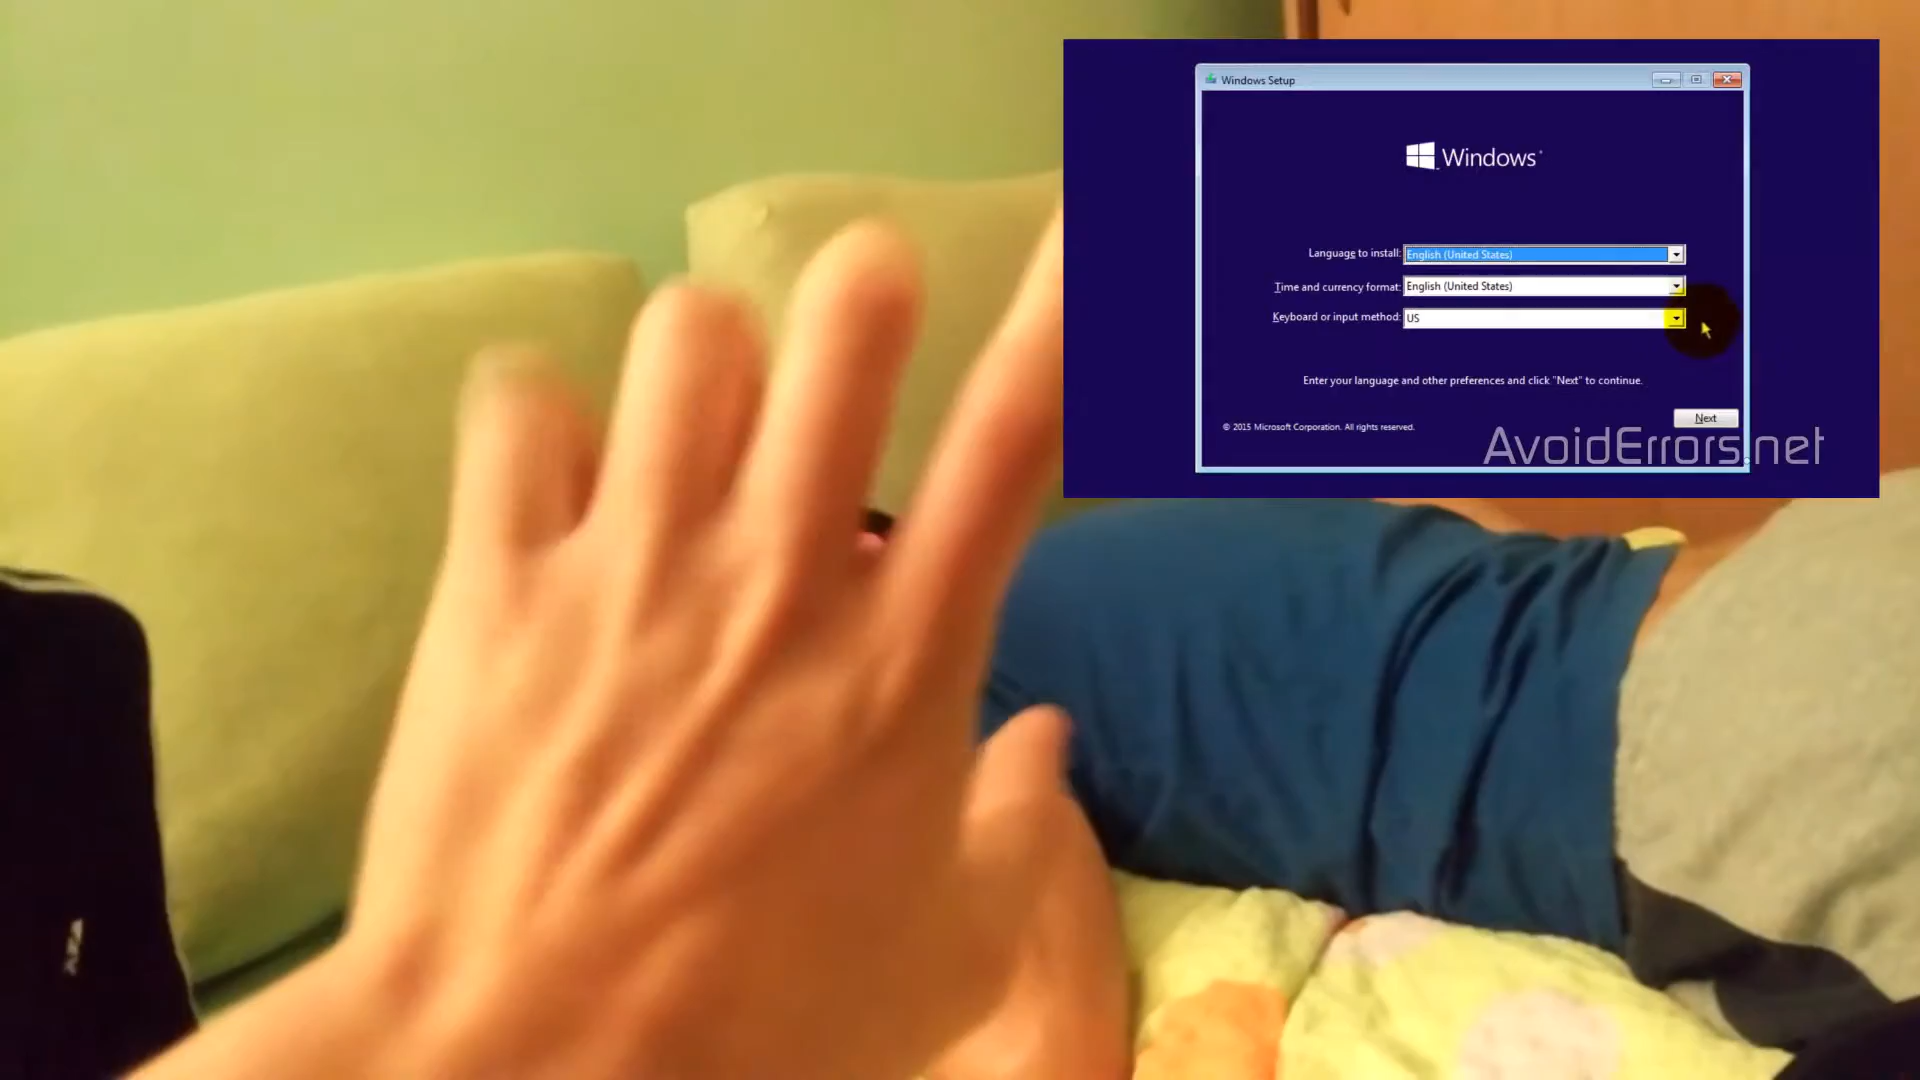 Windows Setup
Windows
Language to install: English (United States)
Time and currency format: English (United States)
Keyboard or input method: US
Enter your language and other preferences and click "Next" to continue.
Next
© 2015 Microsoft Corporation. All rights reserved.
AvoidErrors.net